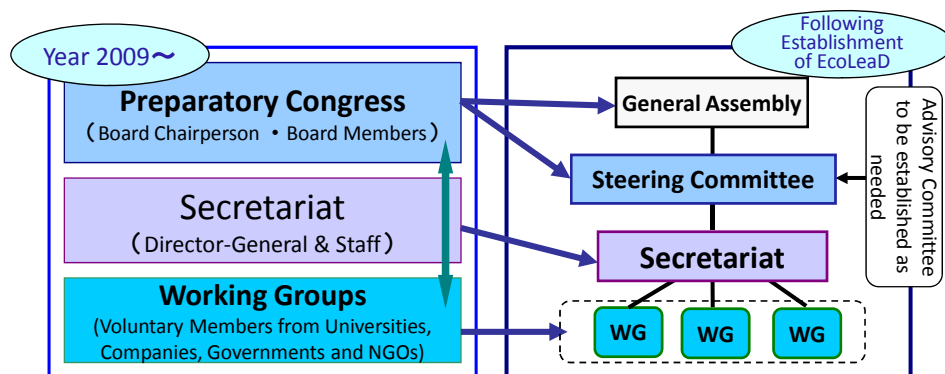 Year 2009～
Preparatory Congress
（Board Chairperson ・Board Members）
Secretariat
（Director-General & Staff）
Working Groups
(Voluntary Members from Universities,
Companies, Governments and NGOs)
Following
Establishment
of EcoLeaD
General Assembly
Steering Committee
Secretariat
WG
WG
WG
Advisory Committee
to be established as
needed